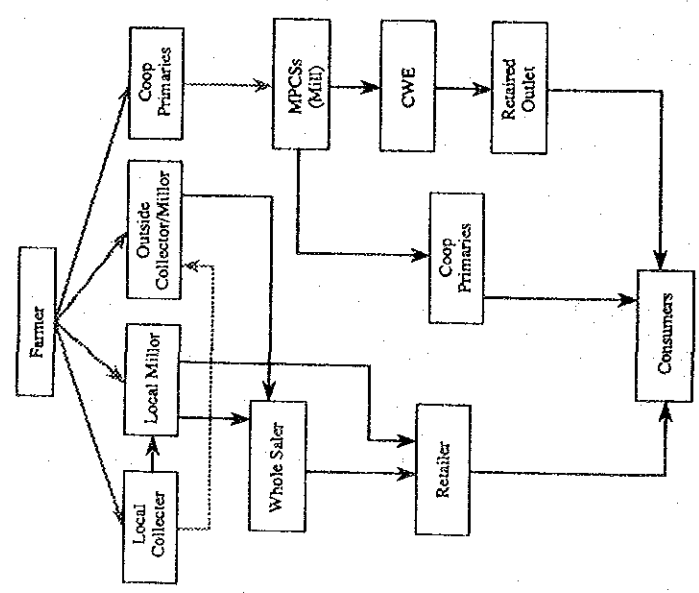 Farmer
Local
Collecter
Local Millor
Outside
Collector/Millor
Coop
Primaries
Whole Saler
MPCSs
(Mill)
Retailer
Coop
Primaries
CWE
Retaired
Outlet
Consumers